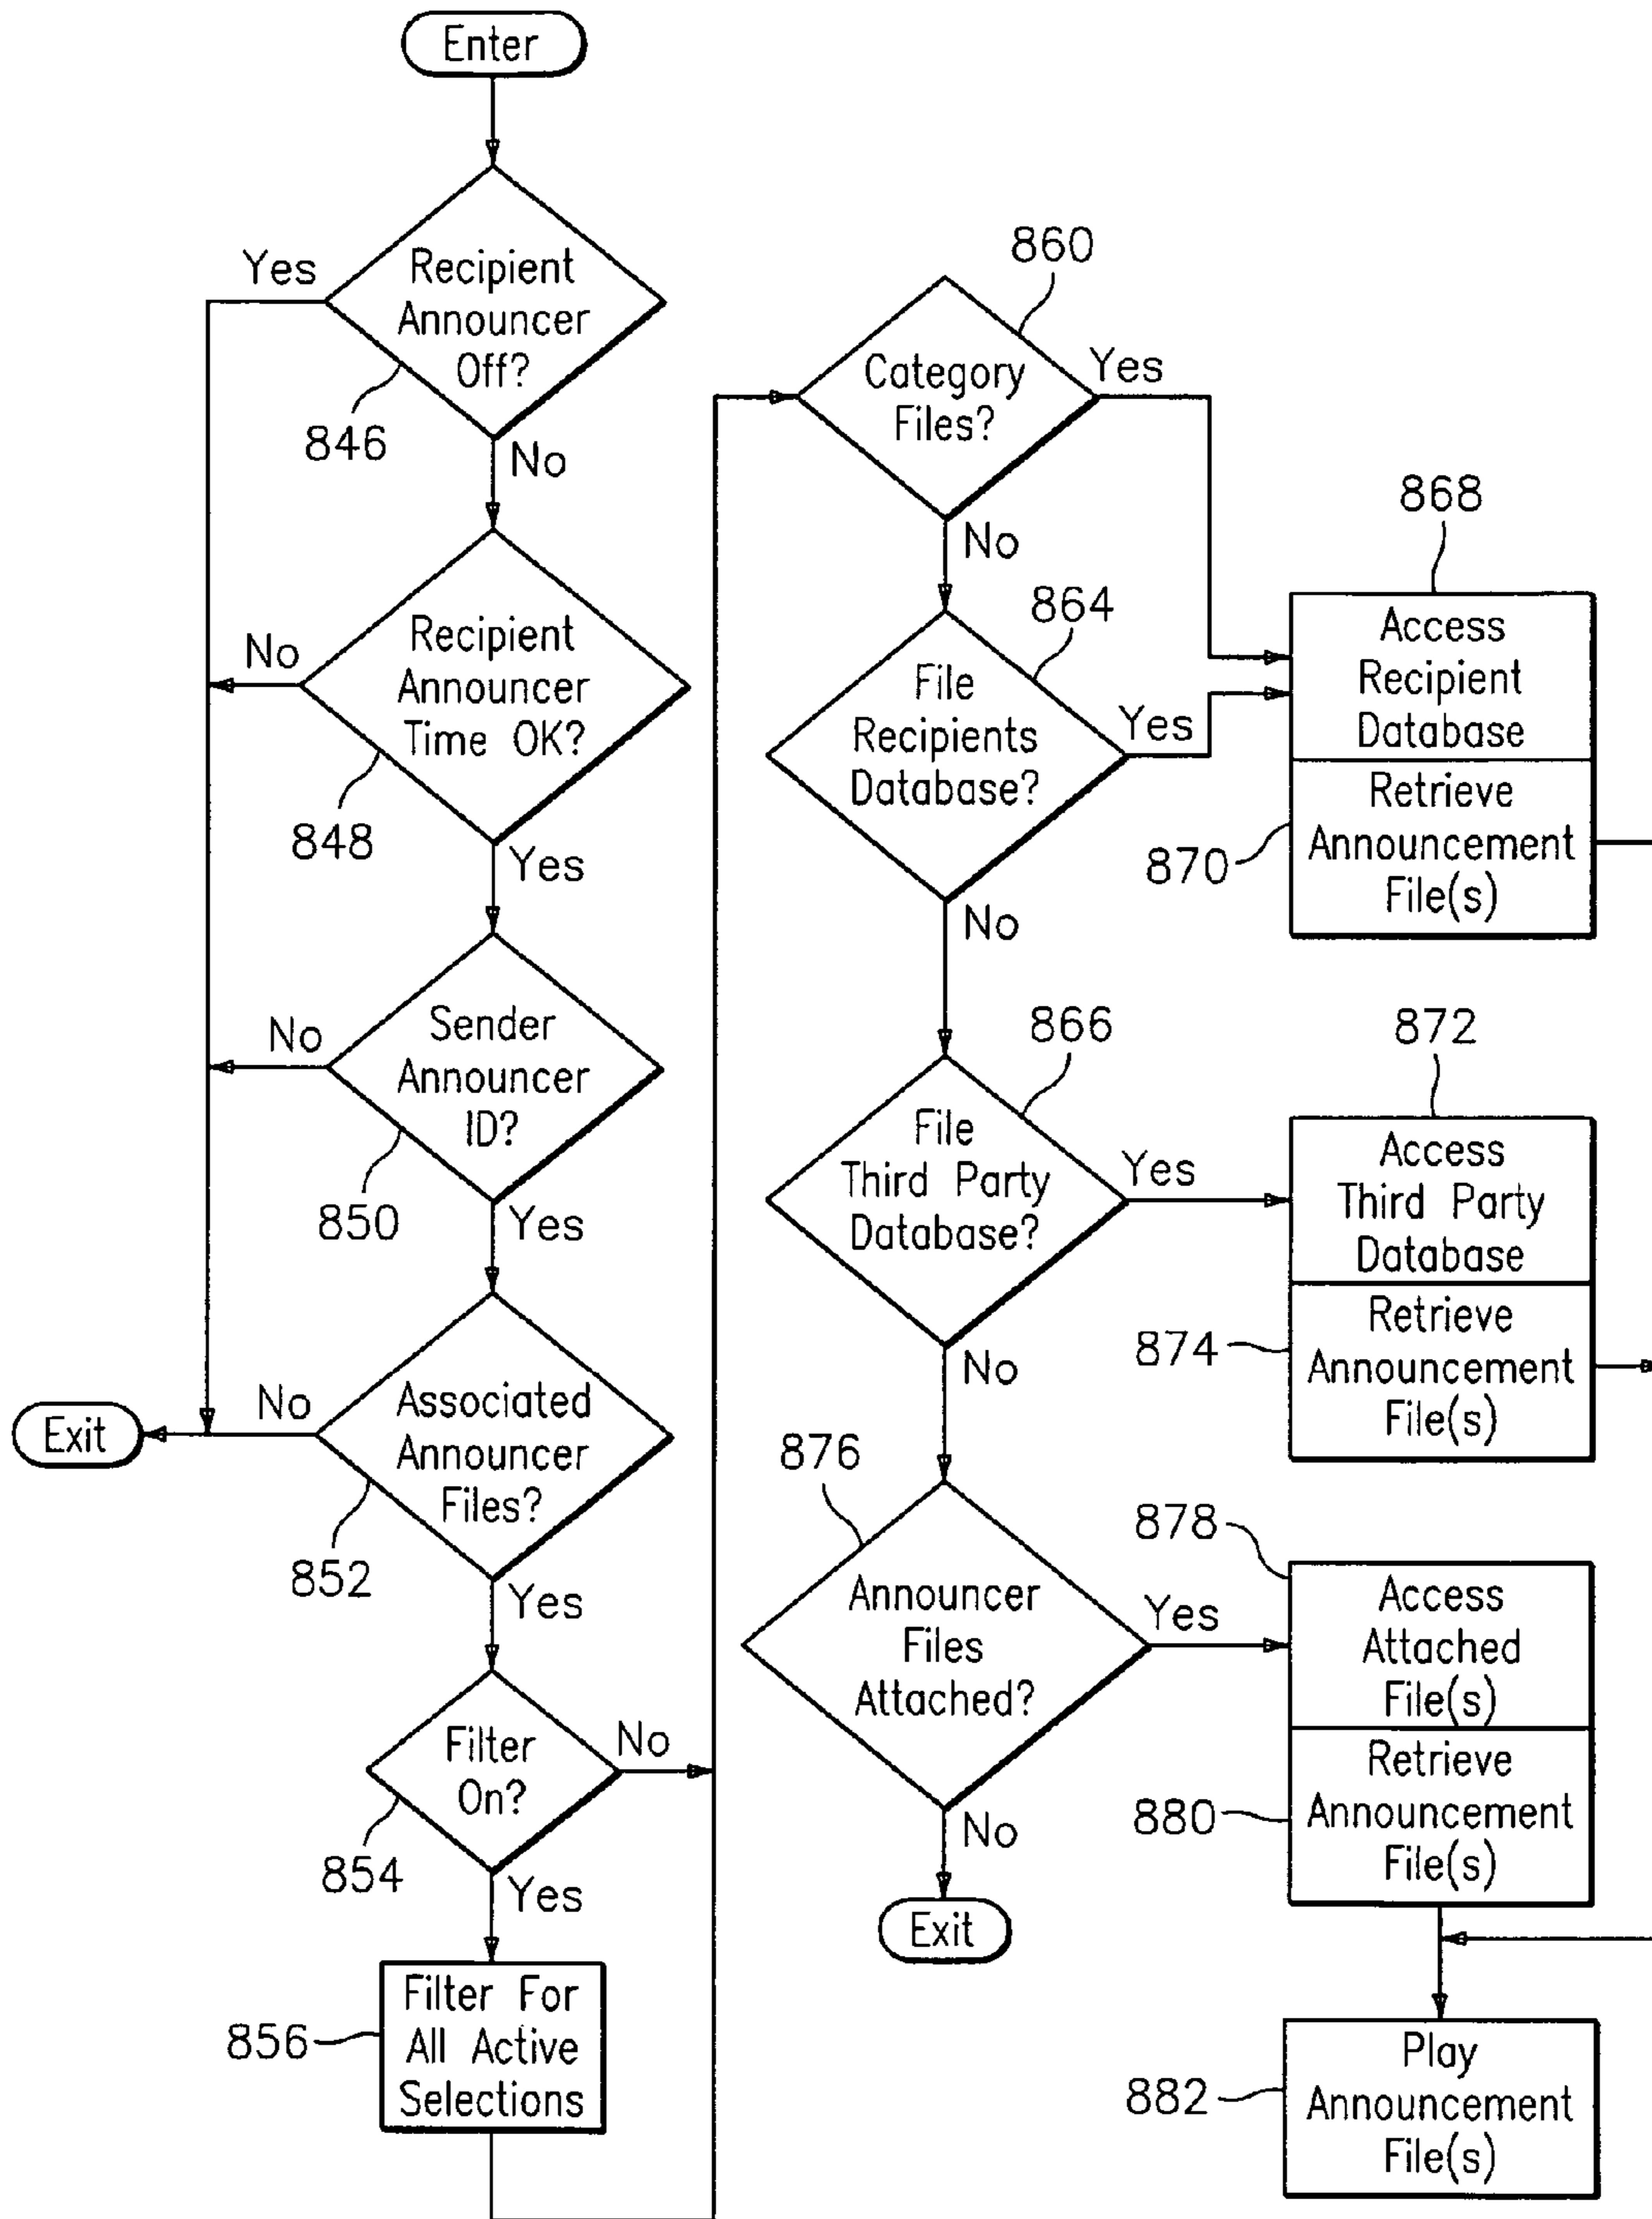 Enter
Yes
Recipient
Announcer
Off?
846
No
No
Recipient
Announcer
Time OK?
848
Yes
No
Sender
Announcer
ID?
850
Yes
Exit
No
Associated
Announcer
Files?
852
Yes
Filter
On?
No
854
Yes
856
Filter For
All Active
Selections
860
Category
Files?
Yes
No
864
File
Recipients
Database?
Yes
No
868
Access
Recipient
Database
870
Retrieve
Announcement
File(s)
866
File
Third Party
Database?
Yes
No
872
Access
Third Party
Database
874
Retrieve
Announcement
File(s)
876
Announcer
Files
Attached?
Yes
No
Exit
878
Access
Attached
File(s)
880
Retrieve
Announcement
File(s)
882
Play
Announcement
File(s)